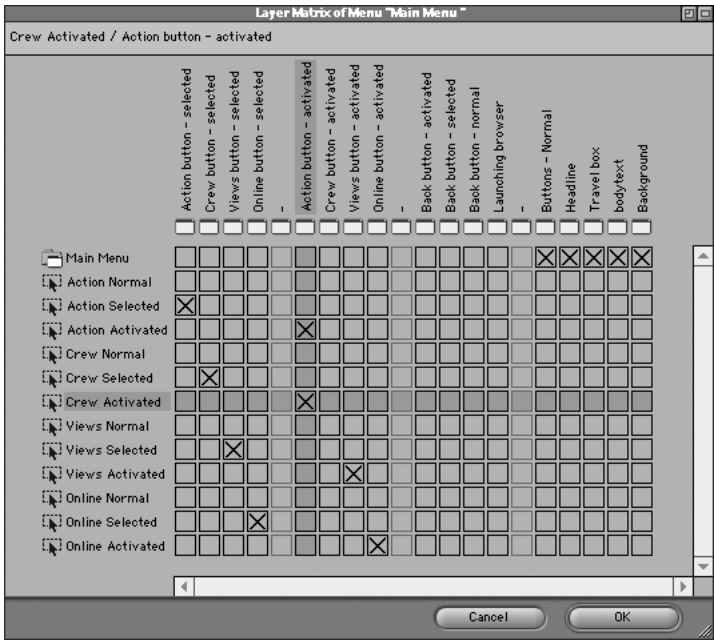 Layer Matrix of Menu "Main Menu "
Crew Activated / Action button - activated
Action button - selected
Crew button - selected
Views button - selected
Online button - selected
-
Action button - activated
Crew button - activated
Views button - activated
Online button - activated
-
Back button - activated
Back button - selected
Back button - normal
Launching browser
-
Buttons - Normal
Headline
Travel box
bodytext
Background
Main Menu
Action Normal
Action Selected
Action Activated
Crew Normal
Crew Selected
Crew Activated
Views Normal
Views Selected
Views Activated
Online Normal
Online Selected
Online Activated
Cancel
OK